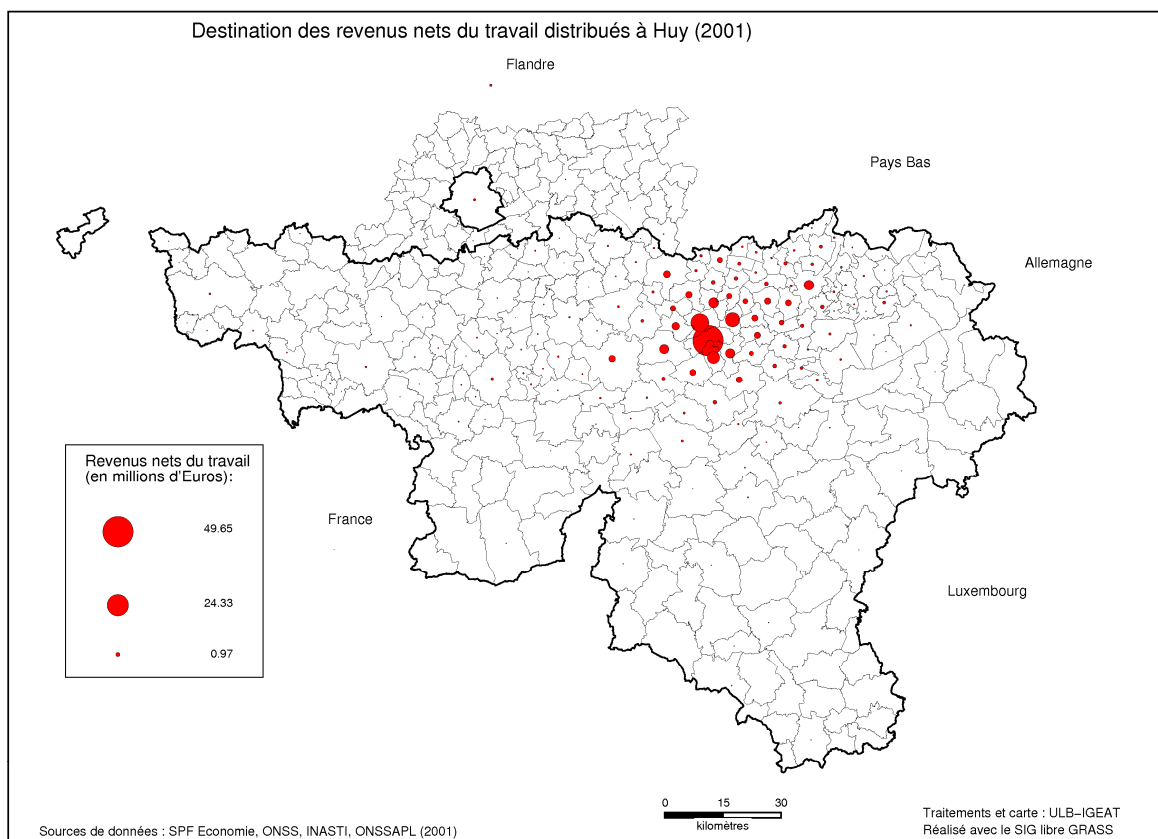 Destination des revenus nets du travail distribués à Huy (2001)
Flandre
Pays Bas
Allemagne
Revenus nets du travail
(en millions d'Euros):
49.65
24.33
0.97
France
Luxembourg
0 15 30
kilomètres
Sources de données : SPF Economie, ONSS, INASTI, ONSSAPL (2001)
Traitements et carte : ULB-IGEAT
Réalisé avec le SIG libre GRASS